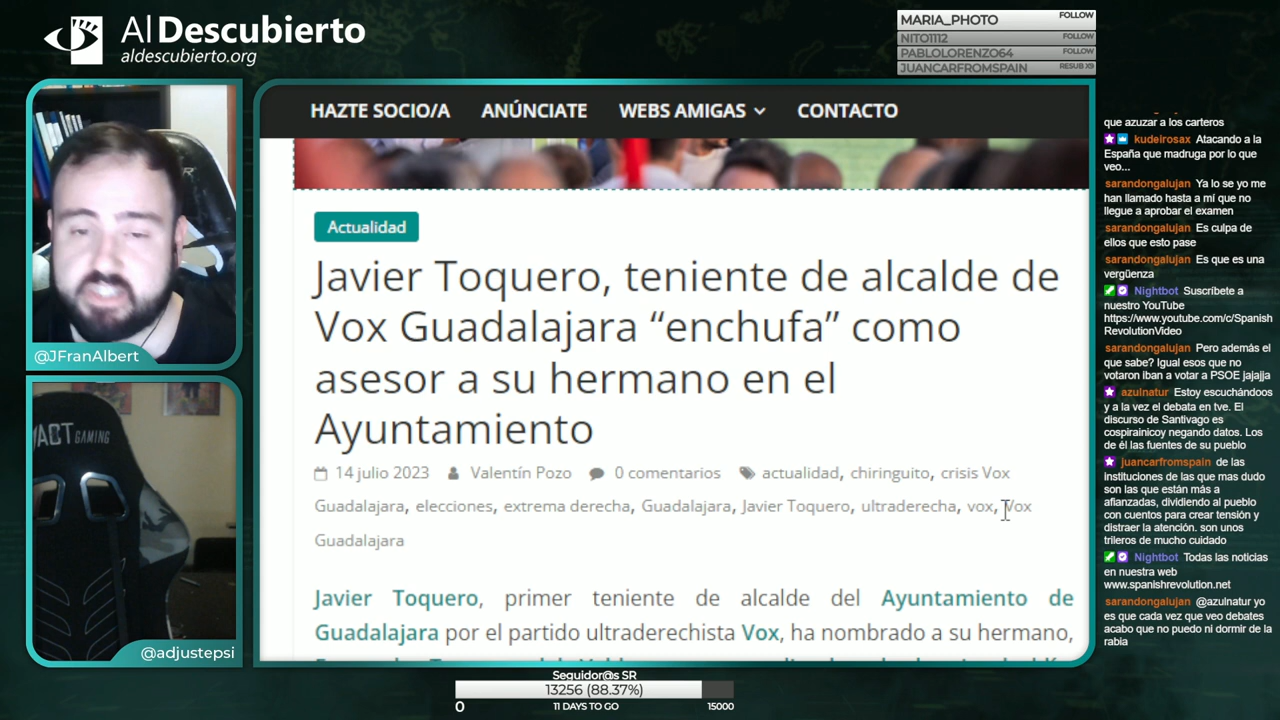 Al Descubierto
aldescubierto.org
MARIA_PHOTO FOLLOW
NITO1112 FOLLOW
PABLOLORENZO64 FOLLOW
JUANCARFROMSPAIN RESUB X9
HAZTE SOCIO/A ANÚNCIATE WEBS AMIGAS CONTACTO
Actualidad
Javier Toquero, teniente de alcalde de
Vox Guadalajara “enchufa” como
asesor a su hermano en el
Ayuntamiento
14 julio 2023 Valentín Pozo 0 comentarios actualidad, chiringuito, crisis Vox
Guadalajara, elecciones, extrema derecha, Guadalajara, Javier Toquero, ultraderecha, vox, Vox
Guadalajara
Javier Toquero, primer teniente de alcalde del Ayuntamiento de
Guadalajara por el partido ultraderechista Vox, ha nombrado a su hermano,
@JFranAlbert
ACT GAMING
@adjustepsi
que azuzar a los carteros
kudeirosax Atacando a la
España que madruga por lo que
veo...
sarandongalujan Ya lo se yo me
han llamado hasta a mí que no
llegue a aprobar el examen
sarandongalujan Es culpa de
ellos que esto pase
sarandongalujan Es que es una
vergüenza
Nightbot Suscríbete a
nuestro YouTube
https://www.youtube.com/c/Spanish
RevolutionVideo
sarandongalujan Pero además el
que sabe? Igual esos que no
votaron iban a votar a PSOE jajajja
azulnatur Estoy escuchándoos
y a la vez el debata en tve. El
discurso de Santivago es
cospirainicoy negando datos. Los
de él las fuentes de su pueblo
juancarfromspain de las
instituciones de las que mas dudo
son las que están más a
afianzadas, dividiendo al pueblo
con cuentos para crear tensión y
distraer la atención. son unos
trileros de mucho cuidado
Nightbot Todas las noticias
en nuestra web
www.spanishrevolution.net
sarandongalujan @azulnatur yo
es que cada vez que veo debates
acabo que no puedo ni dormir de la
rabia
Seguidor@s SR
13256 (88.37%)
0 11 DAYS TO GO 15000